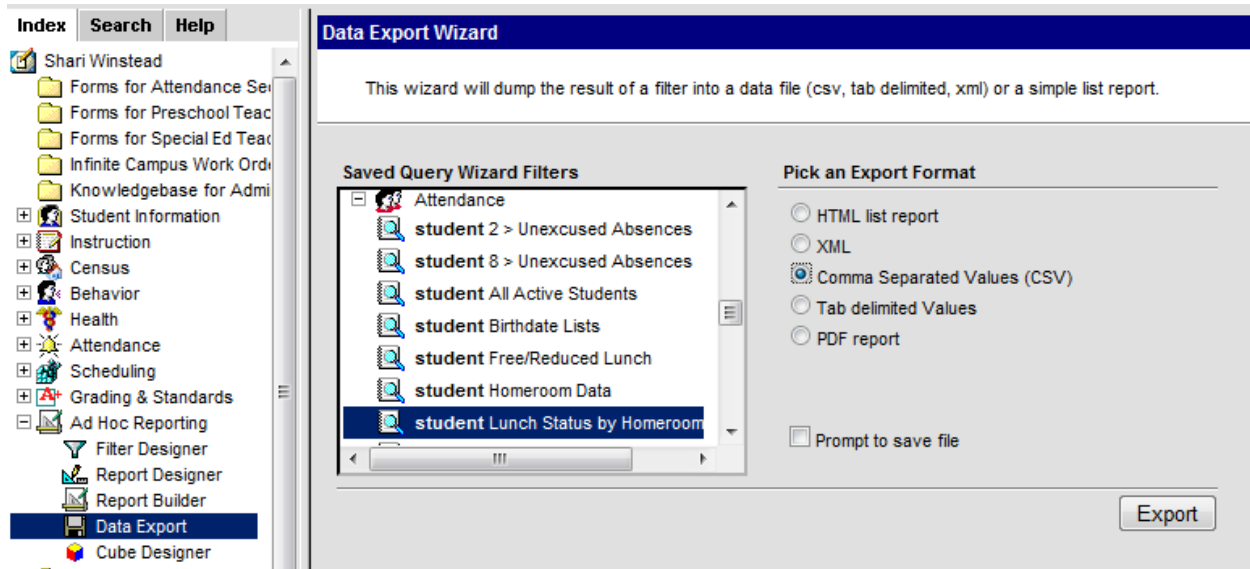 Index Search Help
Shari Winstead
Forms for Attendance Sec
Forms for Preschool Teac
Forms for Special Ed Teac
Infinite Campus Work Orde
Knowledgebase for Admi
Student Information
Instruction
Census
Behavior
Health
Attendance
Scheduling
Grading & Standards
Ad Hoc Reporting
Filter Designer
Report Designer
Report Builder
Data Export
Cube Designer
Data Export Wizard
This wizard will dump the result of a filter into a data file (csv, tab delimited, xml) or a simple list report.
Saved Query Wizard Filters
Attendance
student 2 > Unexcused Absences
student 8 > Unexcused Absences
student All Active Students
student Birthdate Lists
student Free/Reduced Lunch
student Homeroom Data
student Lunch Status by Homeroom
Pick an Export Format
HTML list report
XML
Comma Separated Values (CSV)
Tab delimited Values
PDF report
Prompt to save file
Export